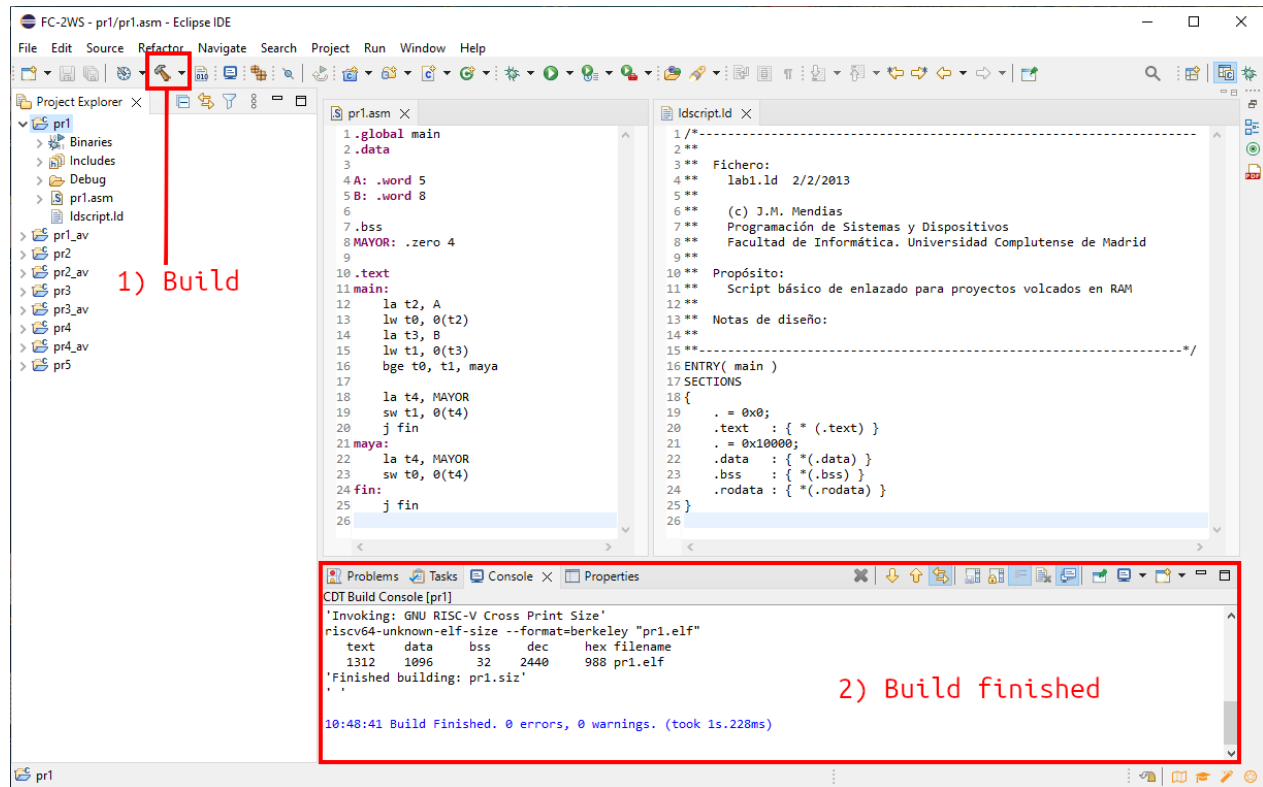 FC-2WS - pr1/pr1.asm - Eclipse IDE
File Edit Source Refactor Navigate Search Project Run Window Help
Project Explorer
pr1
Binaries
Includes
Debug
pr1.asm
ldscript.ld
pr1_av
pr2
pr2_av
pr3
pr3_av
pr4
pr4_av
pr5
1) Build
pr1.asm
1 .global main
2 .data
3
4 A: .word 5
5 B: .word 8
6
7 .bss
8 MAYOR: .zero 4
9
10 .text
11 main:
12 la t2, A
13 lw t0, 0(t2)
14 la t3, B
15 lw t1, 0(t3)
16 bge t0, t1, maya
17
18 la t4, MAYOR
19 sw t1, 0(t4)
20 j fin
21 maya:
22 la t4, MAYOR
23 sw t0, 0(t4)
24 fin:
25 j fin
26
ldscript.ld
1 /*-------------------------------------------------------------------
2 **
3 ** Fichero:
4 ** lab1.ld 2/2/2013
5 **
6 ** (c) J.M. Mendias
7 ** Programación de Sistemas y Dispositivos
8 ** Facultad de Informática. Universidad Complutense de Madrid
9 **
10 ** Propósito:
11 ** Script básico de enlazado para proyectos volcados en RAM
12 **
13 ** Notas de diseño:
14 **
15 **-----------------------------------------------------------------*/
16 ENTRY( main )
17 SECTIONS
18 {
19 . = 0x0;
20 .text : { * (.text) }
21 . = 0x10000;
22 .data : { *(.data) }
23 .bss : { *(.bss) }
24 .rodata : { *(.rodata) }
25 }
26
Problems Tasks Console Properties
CDT Build Console [pr1]
'Invoking: GNU RISC-V Cross Print Size'
riscv64-unknown-elf-size --format=berkeley "pr1.elf"
text data bss dec hex filename
1312 1096 32 2440 988 pr1.elf
'Finished building: pr1.siz'
' '
10:48:41 Build Finished. 0 errors, 0 warnings. (took 1s.228ms)
2) Build finished
pr1